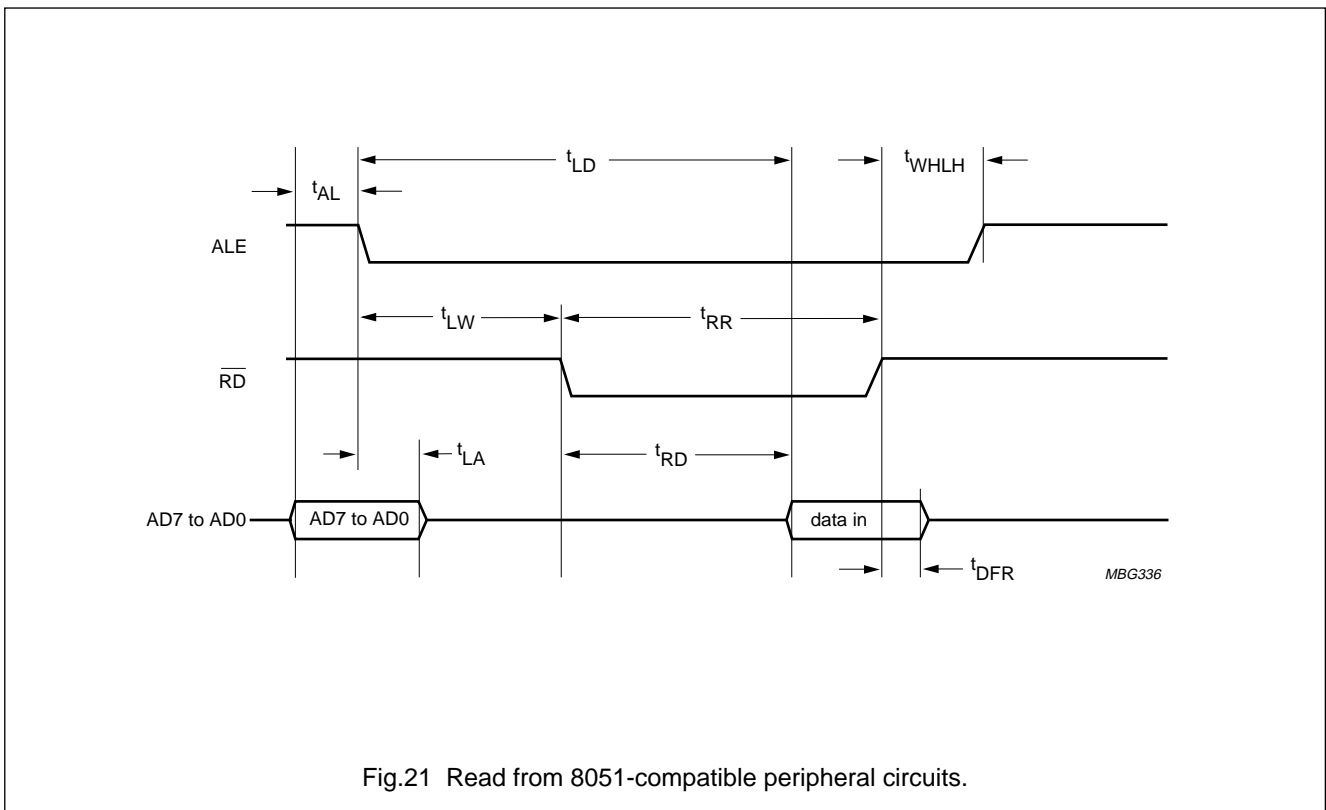 tLD
tWHLH
tAL
ALE
tLW
tRR
RD
tLA
tRD
AD7 to AD0
AD7 to AD0
data in
tDFR
MBG336
Fig.21 Read from 8051-compatible peripheral circuits.